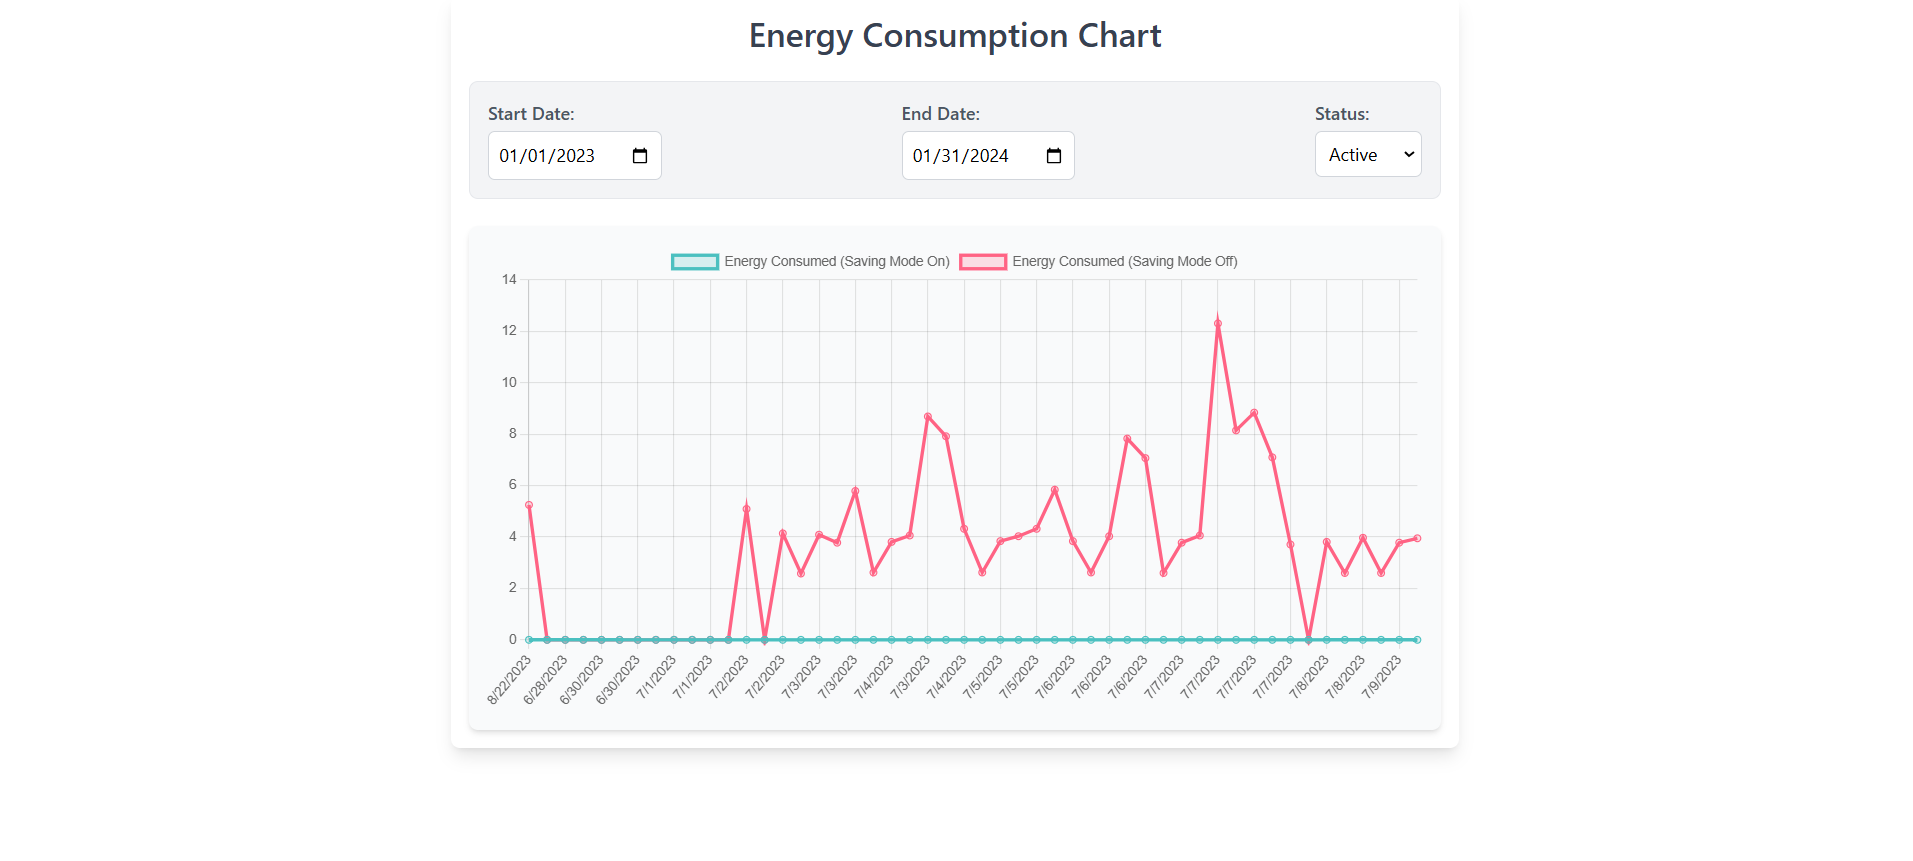 Energy Consumption Chart
Start Date: End Date: Status:
01/01/2023 01/31/2024 Active
Energy Consumed (Saving Mode On) Energy Consumed (Saving Mode Off)
14
12
10
8
6
4
2
0
8/22/2023 6/28/2023 6/30/2023 6/30/2023 7/1/2023 7/1/2023 7/2/2023 7/2/2023 7/3/2023 7/3/2023 7/4/2023 7/3/2023 7/4/2023 7/5/2023 7/5/2023 7/6/2023 7/6/2023 7/6/2023 7/7/2023 7/7/2023 7/7/2023 7/7/2023 7/8/2023 7/8/2023 7/9/2023